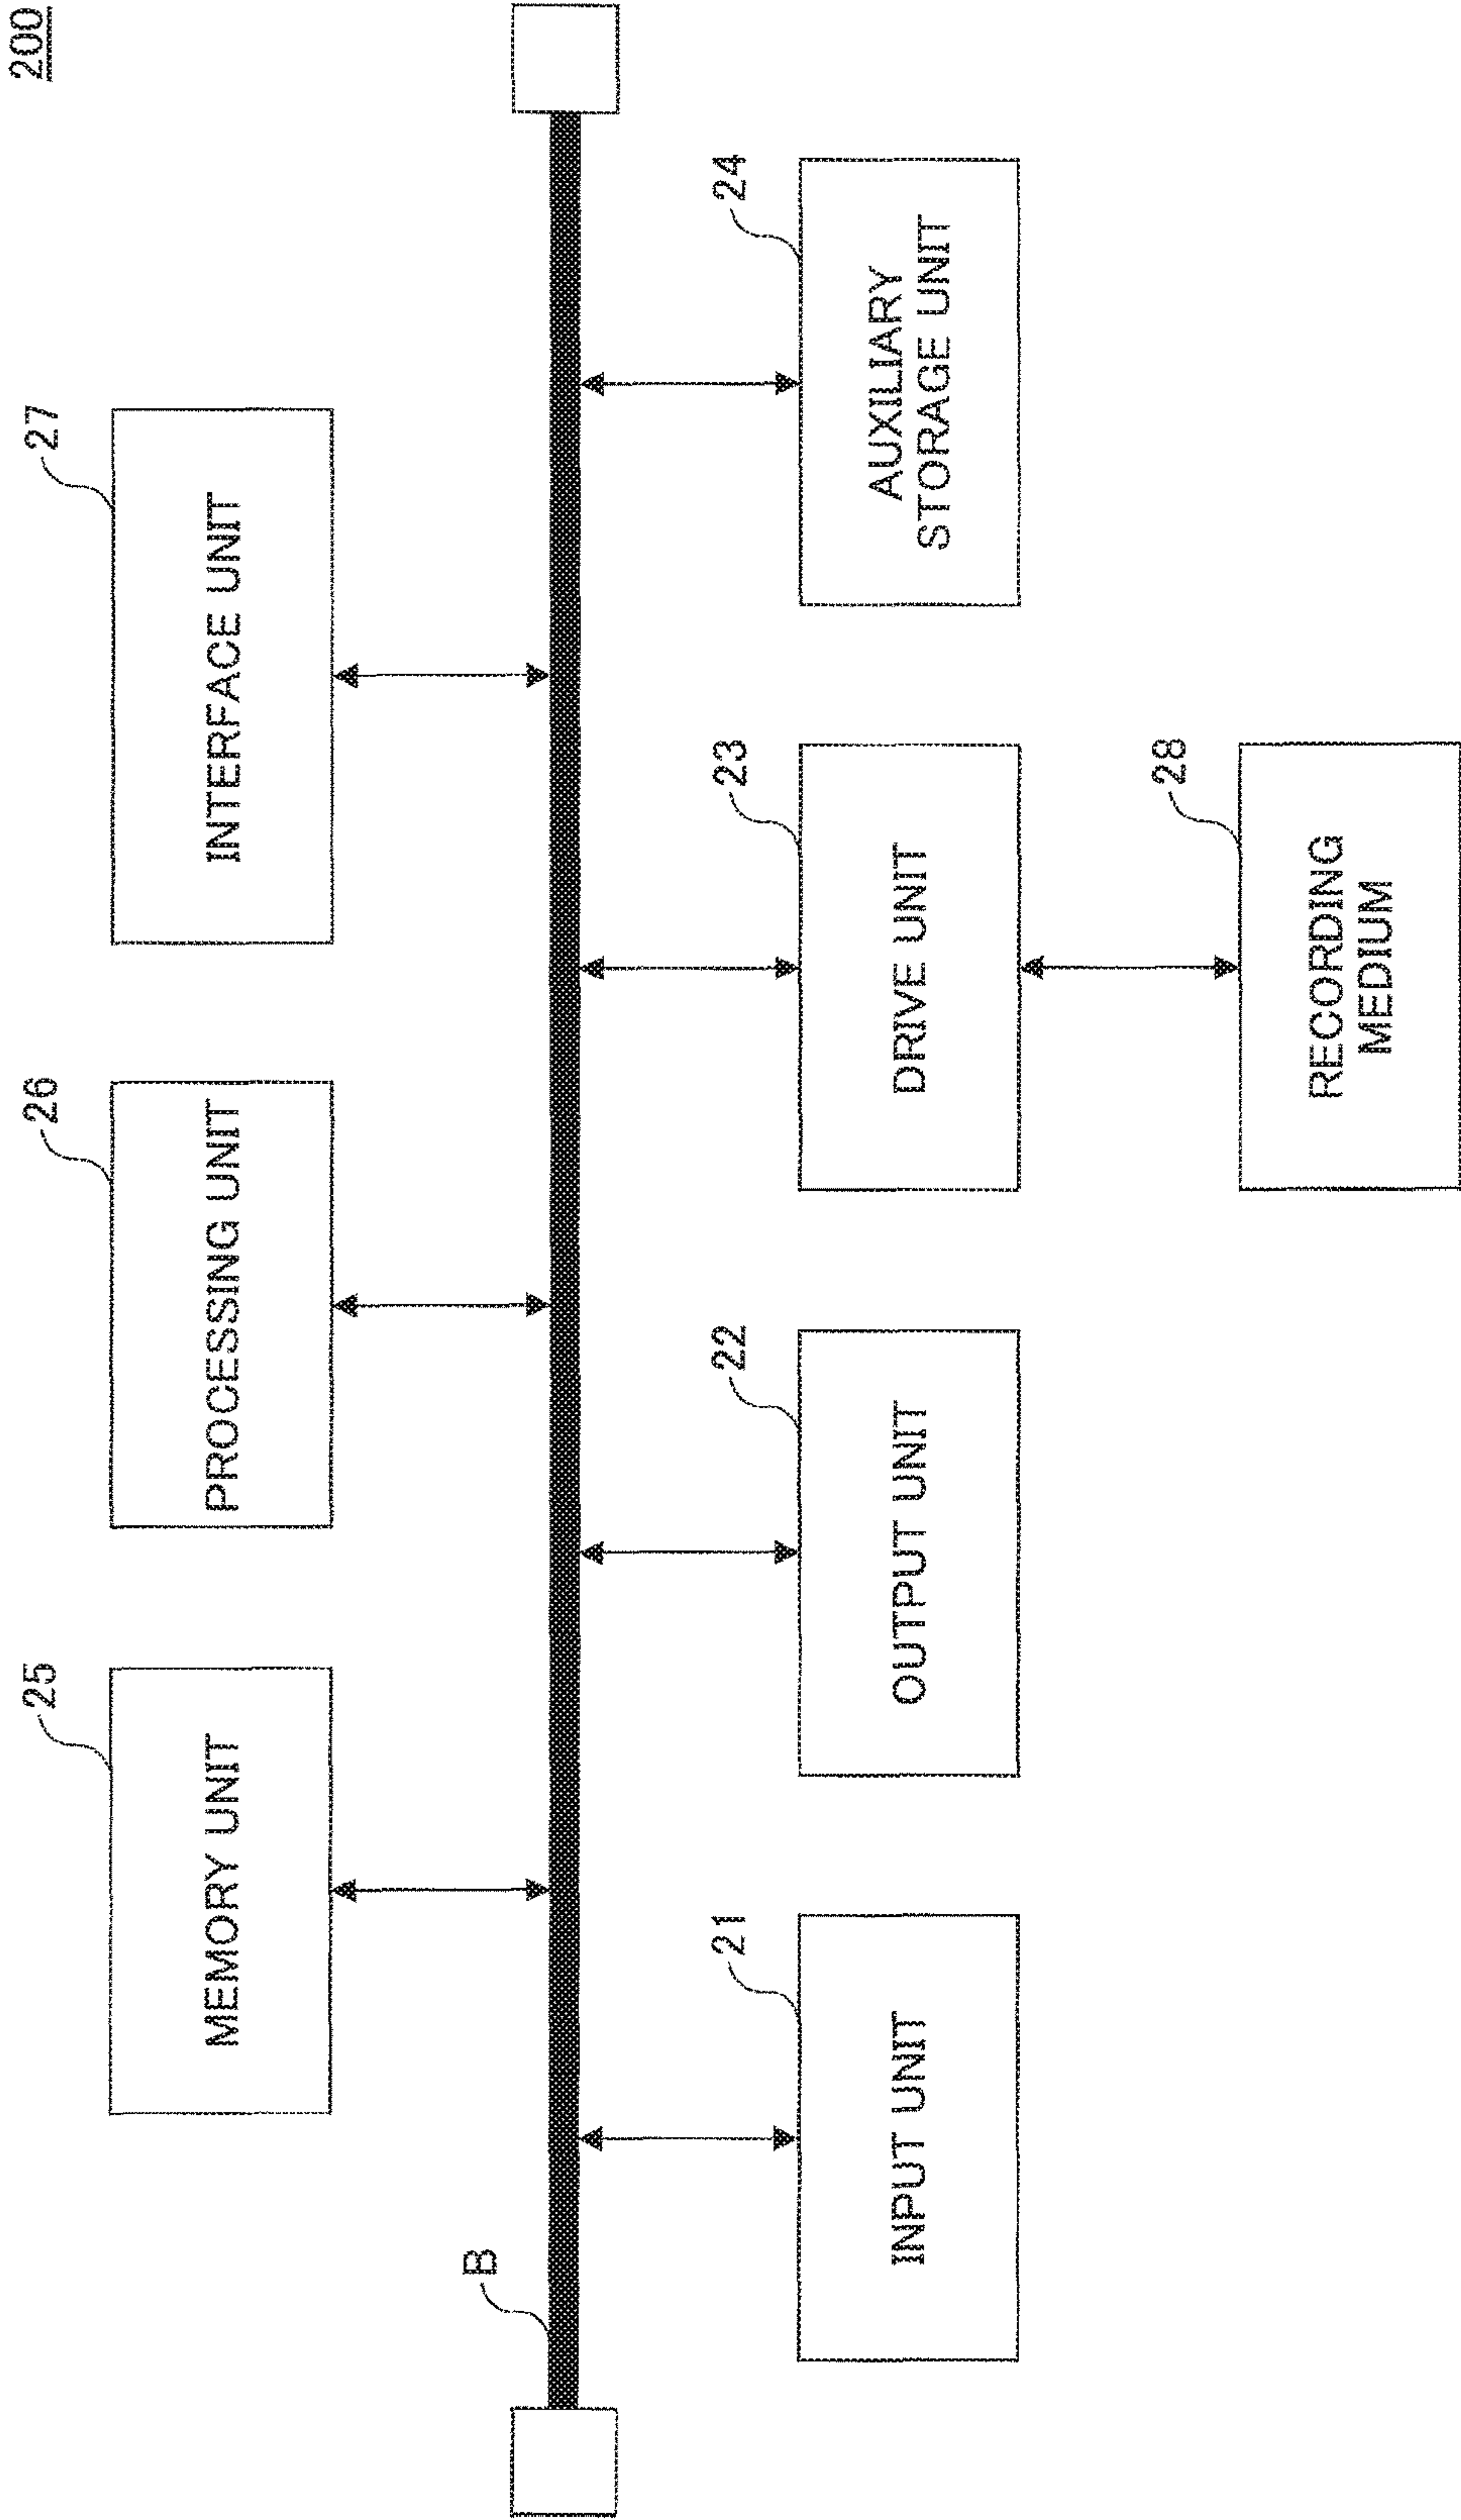 200
25
MEMORY UNIT
26
PROCESSING UNIT
27
INTERFACE UNIT
B
21
INPUT UNIT
22
OUTPUT UNIT
23
DRIVE UNIT
24
AUXILIARY
STORAGE UNIT
28
RECORDING
MEDIUM